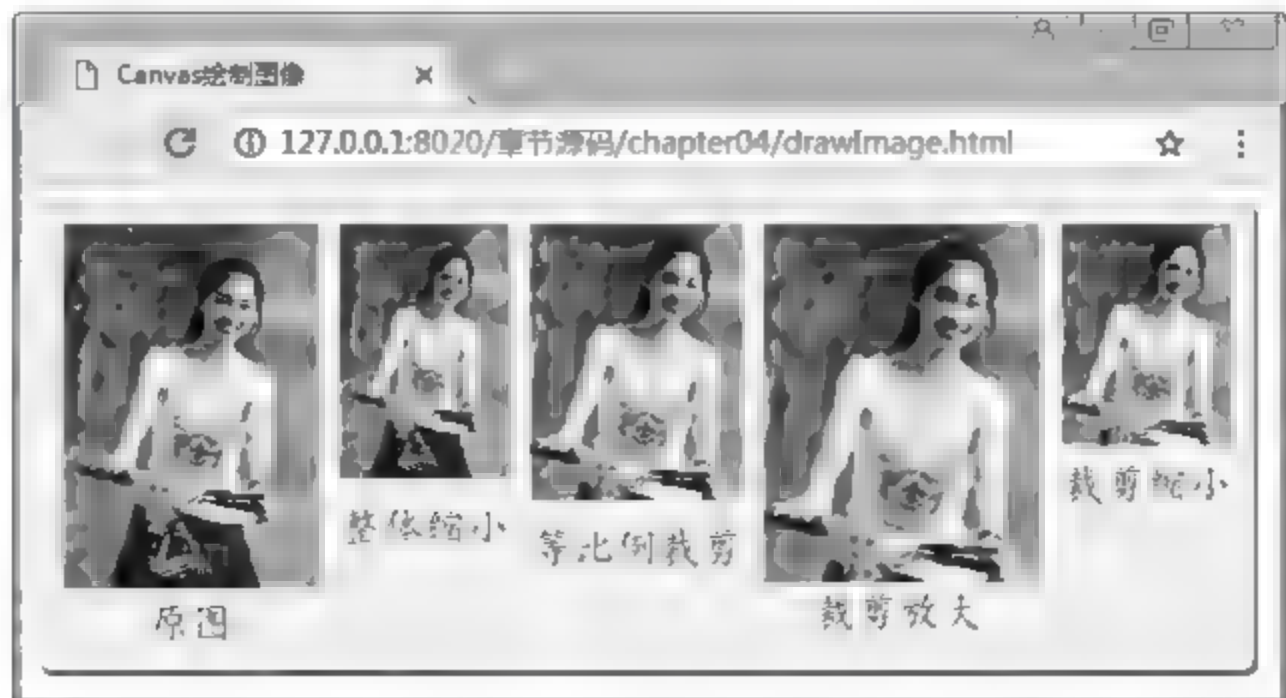 Canvas绘制图像
127.0.0.1:8020/章节源码/chapter04/drawImage.html
原图
整体缩小
等比例裁剪
裁剪放大
裁剪缩小